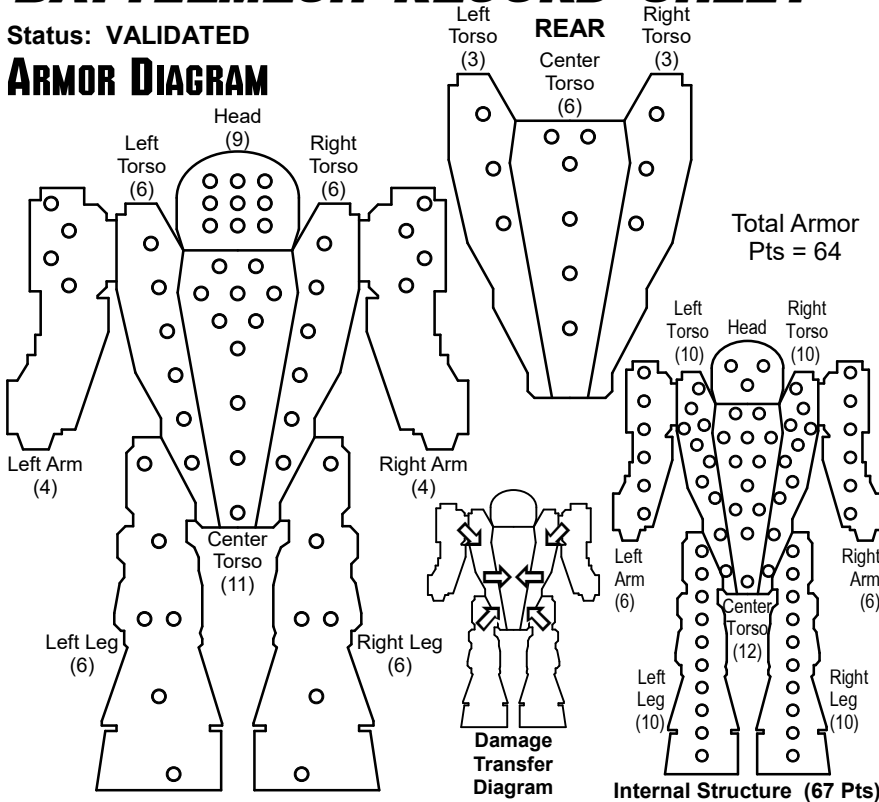 BATTLEMECH RECORD SHEET
Status: VALIDATED
ARMOR DIAGRAM
Head
(9)
Left
Torso
(6)
Right
Torso
(6)
Left Arm
(4)
Right Arm
(4)
Center
Torso
(11)
Left Leg
(6)
Right Leg
(6)
Left
Torso
(3)
REAR
Right
Torso
(3)
Center
Torso
(6)
Total Armor
Pts = 64
Left
Torso
(10)
Head
Right
Torso
(10)
Left
Arm
(6)
Right
Arm
(6)
Center
Torso
(12)
Left
Leg
(10)
Right
Leg
(10)
Damage
Transfer
Diagram
Internal Structure (67 Pts)